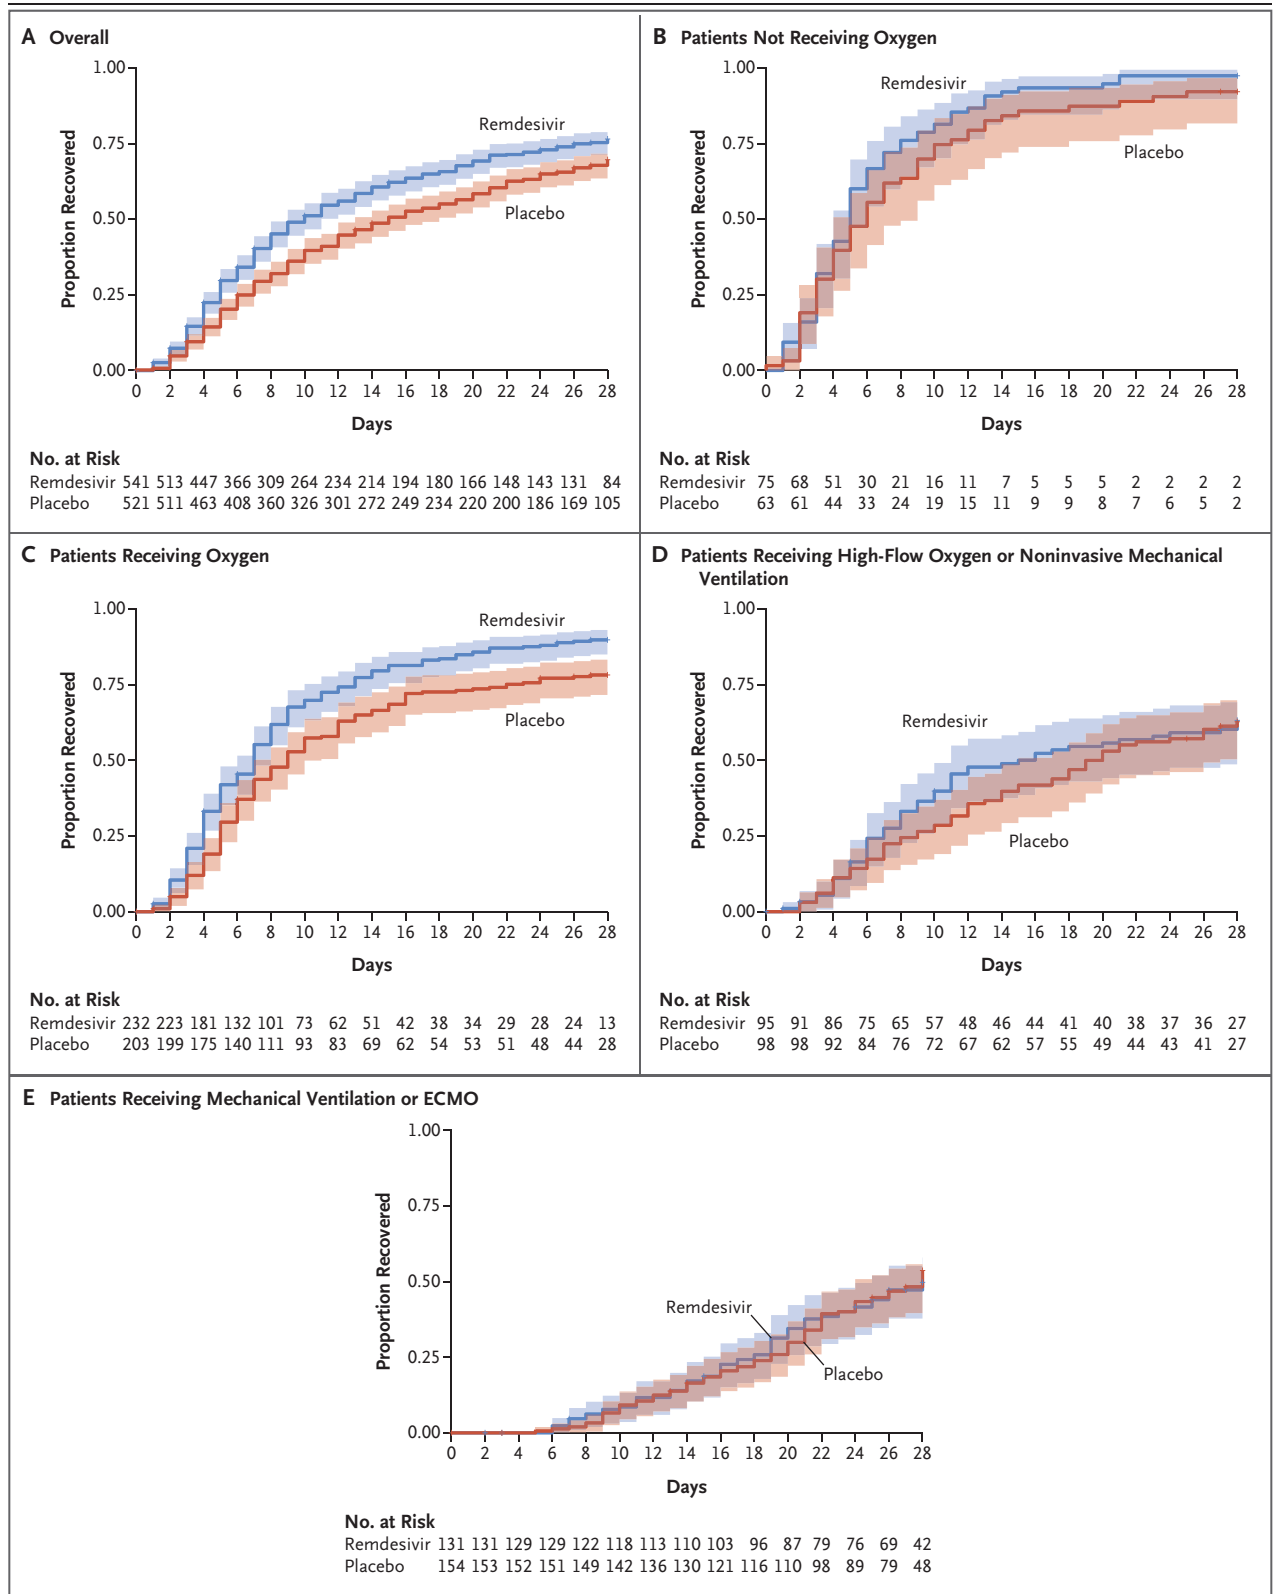 A Overall
1.00
0.75
0.50
0.25
0.00
Proportion Recovered
Remdesivir
Placebo
0 2 4 6 8 10 12 14 16 18 20 22 24 26 28
Days
No. at Risk
Remdesivir 541 513 447 366 309 264 234 214 194 180 166 148 143 131 84
Placebo 521 511 463 408 360 326 301 272 249 234 220 200 186 169 105
B Patients Not Receiving Oxygen
1.00
0.75
0.50
0.25
0.00
Proportion Recovered
Remdesivir
Placebo
0 2 4 6 8 10 12 14 16 18 20 22 24 26 28
Days
No. at Risk
Remdesivir 75 68 51 30 21 16 11 7 5 5 5 2 2 2 2
Placebo 63 61 44 33 24 19 15 11 9 9 8 7 6 5 2
C Patients Receiving Oxygen
1.00
0.75
0.50
0.25
0.00
Proportion Recovered
Remdesivir
Placebo
0 2 4 6 8 10 12 14 16 18 20 22 24 26 28
Days
No. at Risk
Remdesivir 232 223 181 132 101 73 62 51 42 38 34 29 28 24 13
Placebo 203 199 175 140 111 93 83 69 62 54 53 51 48 44 28
D Patients Receiving High-Flow Oxygen or Noninvasive Mechanical
Ventilation
1.00
0.75
0.50
0.25
0.00
Proportion Recovered
Remdesivir
Placebo
0 2 4 6 8 10 12 14 16 18 20 22 24 26 28
Days
No. at Risk
Remdesivir 95 91 86 75 65 57 48 46 44 41 40 38 37 36 27
Placebo 98 98 92 84 76 72 67 62 57 55 49 44 43 41 27
E Patients Receiving Mechanical Ventilation or ECMO
1.00
0.75
0.50
0.25
0.00
Proportion Recovered
Remdesivir
Placebo
0 2 4 6 8 10 12 14 16 18 20 22 24 26 28
Days
No. at Risk
Remdesivir 131 131 129 129 122 118 113 110 103 96 87 79 76 69 42
Placebo 154 153 152 151 149 142 136 130 121 116 110 98 89 79 48